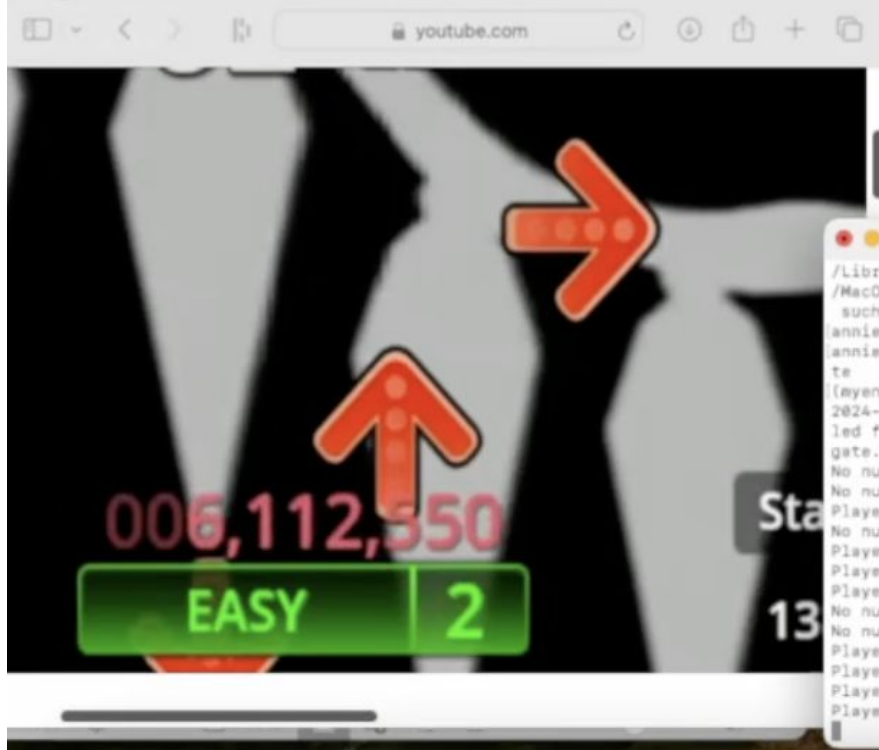 youtube.com
006,112,550
EASY 2
Sta
13
/Libr
/MacO
such
annie
annie
te
(myen
2024-
led f
gate.
No nu
No nu
Playe
No nu
Playe
Playe
Playe
No nu
No nu
Playe
Playe
Playe
Playe